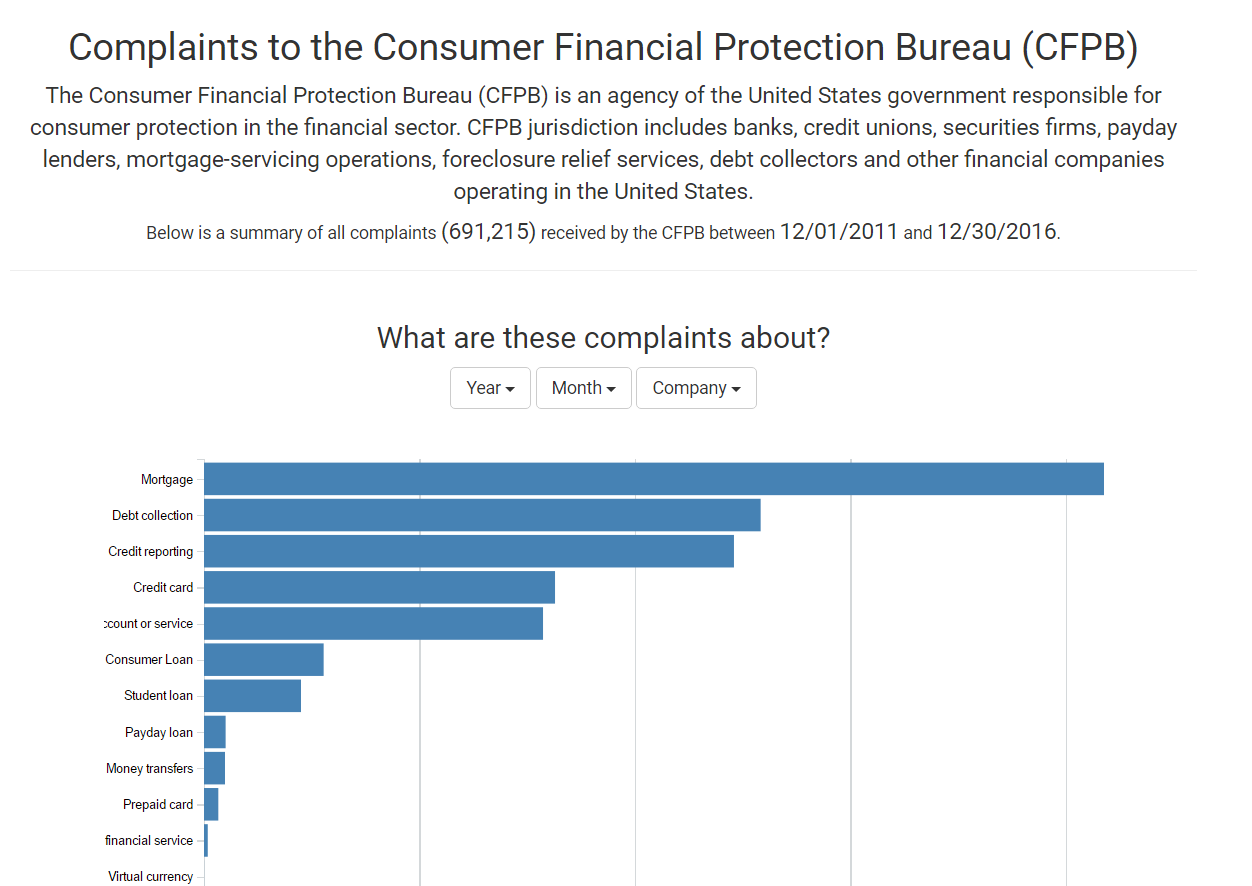 Complaints to the Consumer Financial Protection Bureau (CFPB)
The Consumer Financial Protection Bureau (CFPB) is an agency of the United States government responsible for
consumer protection in the financial sector. CFPB jurisdiction includes banks, credit unions, securities firms, payday
lenders, mortgage-servicing operations, foreclosure relief services, debt collectors and other financial companies
operating in the United States.
Below is a summary of all complaints (691,215) received by the CFPB between 12/01/2011 and 12/30/2016.
What are these complaints about?
Year Month Company
Mortgage
Debt collection
Credit reporting
Credit card
ccount or service
Consumer Loan
Student loan
Payday loan
Money transfers
Prepaid card
financial service
Virtual currency